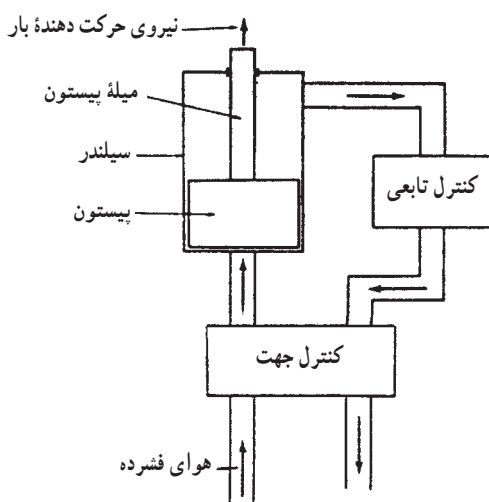 نیروی حرکت دهندهٔ بار
میلهٔ پیستون
سیلندر
کنترل تابعی
پیستون
کنترل جهت
هوای فشرده